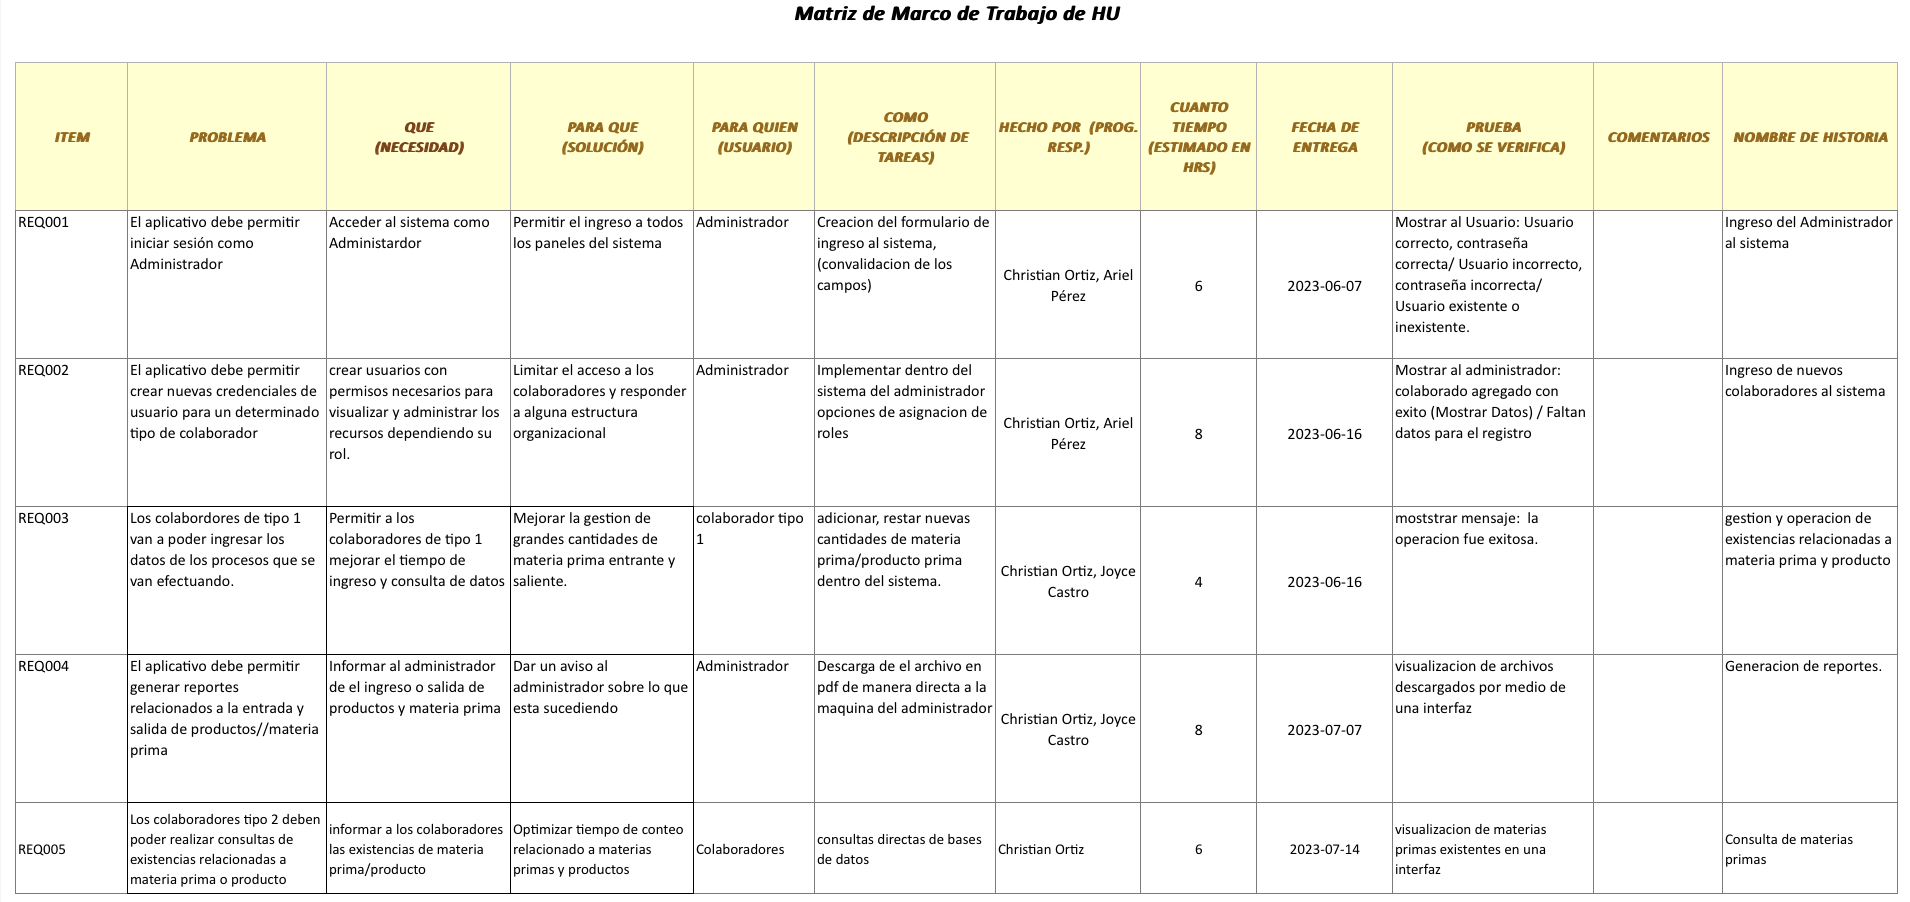 Matriz de Marco de Trabajo de HU
ITEM
PROBLEMA
QUE
(NECESIDAD)
PARA QUE
(SOLUCIÓN)
PARA QUIEN
(USUARIO)
COMO
(DESCRIPCIÓN DE
TAREAS)
HECHO POR (PROG.
RESP.)
CUANTO
TIEMPO
(ESTIMADO EN
HRS)
FECHA DE
ENTREGA
PRUEBA
(COMO SE VERIFICA)
COMENTARIOS
NOMBRE DE HISTORIA
REQ001
El aplicativo debe permitir
iniciar sesión como
Administrador
Acceder al sistema como
Administardor
Permitir el ingreso a todos
los paneles del sistema
Administrador
Creacion del formulario de
ingreso al sistema,
(convalidacion de los
campos)
Christian Ortiz, Ariel
Pérez
6
2023-06-07
Mostrar al Usuario: Usuario
correcto, contraseña
correcta/ Usuario incorrecto,
contraseña incorrecta/
Usuario existente o
inexistente.
Ingreso del Administrador
al sistema
REQ002
El aplicativo debe permitir
crear nuevas credenciales de
usuario para un determinado
tipo de colaborador
crear usuarios con
permisos necesarios para
visualizar y administrar los
recursos dependiendo su
rol.
Limitar el acceso a los
colaboradores y responder
a alguna estructura
organizacional
Administrador
Implementar dentro del
sistema del administrador
opciones de asignacion de
roles
Christian Ortiz, Ariel
Pérez
8
2023-06-16
Mostrar al administrador:
colaborado agregado con
exito (Mostrar Datos) / Faltan
datos para el registro
Ingreso de nuevos
colaboradores al sistema
REQ003
Los colabordores de tipo 1
van a poder ingresar los
datos de los procesos que se
van efectuando.
Permitir a los
colaboradores de tipo 1
mejorar el tiempo de
ingreso y consulta de datos
Mejorar la gestion de
grandes cantidades de
materia prima entrante y
saliente.
colaborador tipo
1
adicionar, restar nuevas
cantidades de materia
prima/producto prima
dentro del sistema.
Christian Ortiz, Joyce
Castro
4
2023-06-16
moststrar mensaje: la
operacion fue exitosa.
gestion y operacion de
existencias relacionadas a
materia prima y producto
REQ004
El aplicativo debe permitir
generar reportes
relacionados a la entrada y
salida de productos//materia
prima
Informar al administrador
de el ingreso o salida de
productos y materia prima
Dar un aviso al
administrador sobre lo que
esta sucediendo
Administrador
Descarga de el archivo en
pdf de manera directa a la
maquina del administrador
Christian Ortiz, Joyce
Castro
8
2023-07-07
visualizacion de archivos
descargados por medio de
una interfaz
Generacion de reportes.
REQ005
Los colaboradores tipo 2 deben
poder realizar consultas de
existencias relacionadas a
materia prima o producto
informar a los colaboradores
las existencias de materia
prima/producto
Optimizar tiempo de conteo
relacionado a materias
primas y productos
Colaboradores
consultas directas de bases
de datos
Christian Ortiz
6
2023-07-14
visualizacion de materias
primas existentes en una
interfaz
Consulta de materias
primas